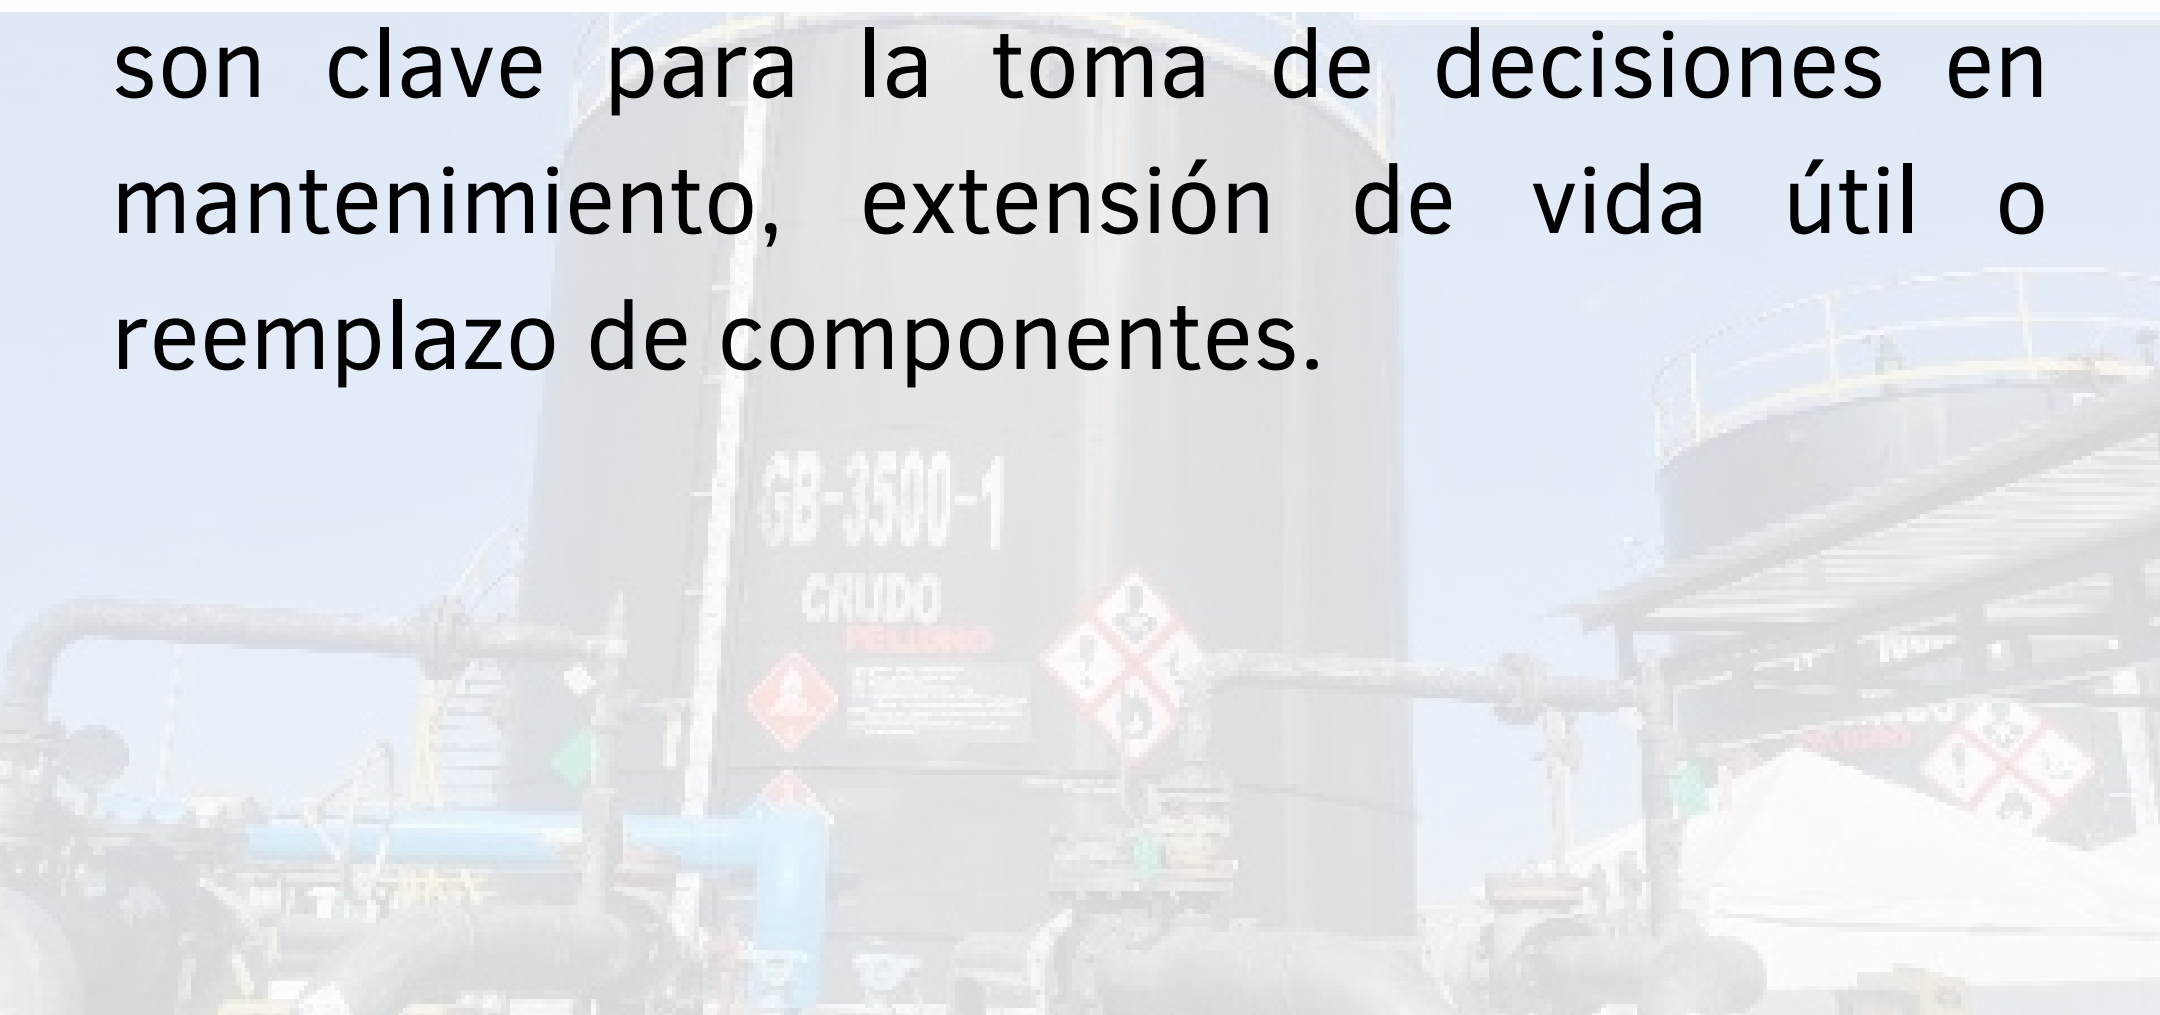 son clave para la toma de decisiones en
mantenimiento, extensión de vida útil o
reemplazo de componentes.
GB-3500-1
CRUDO
PELIGRO